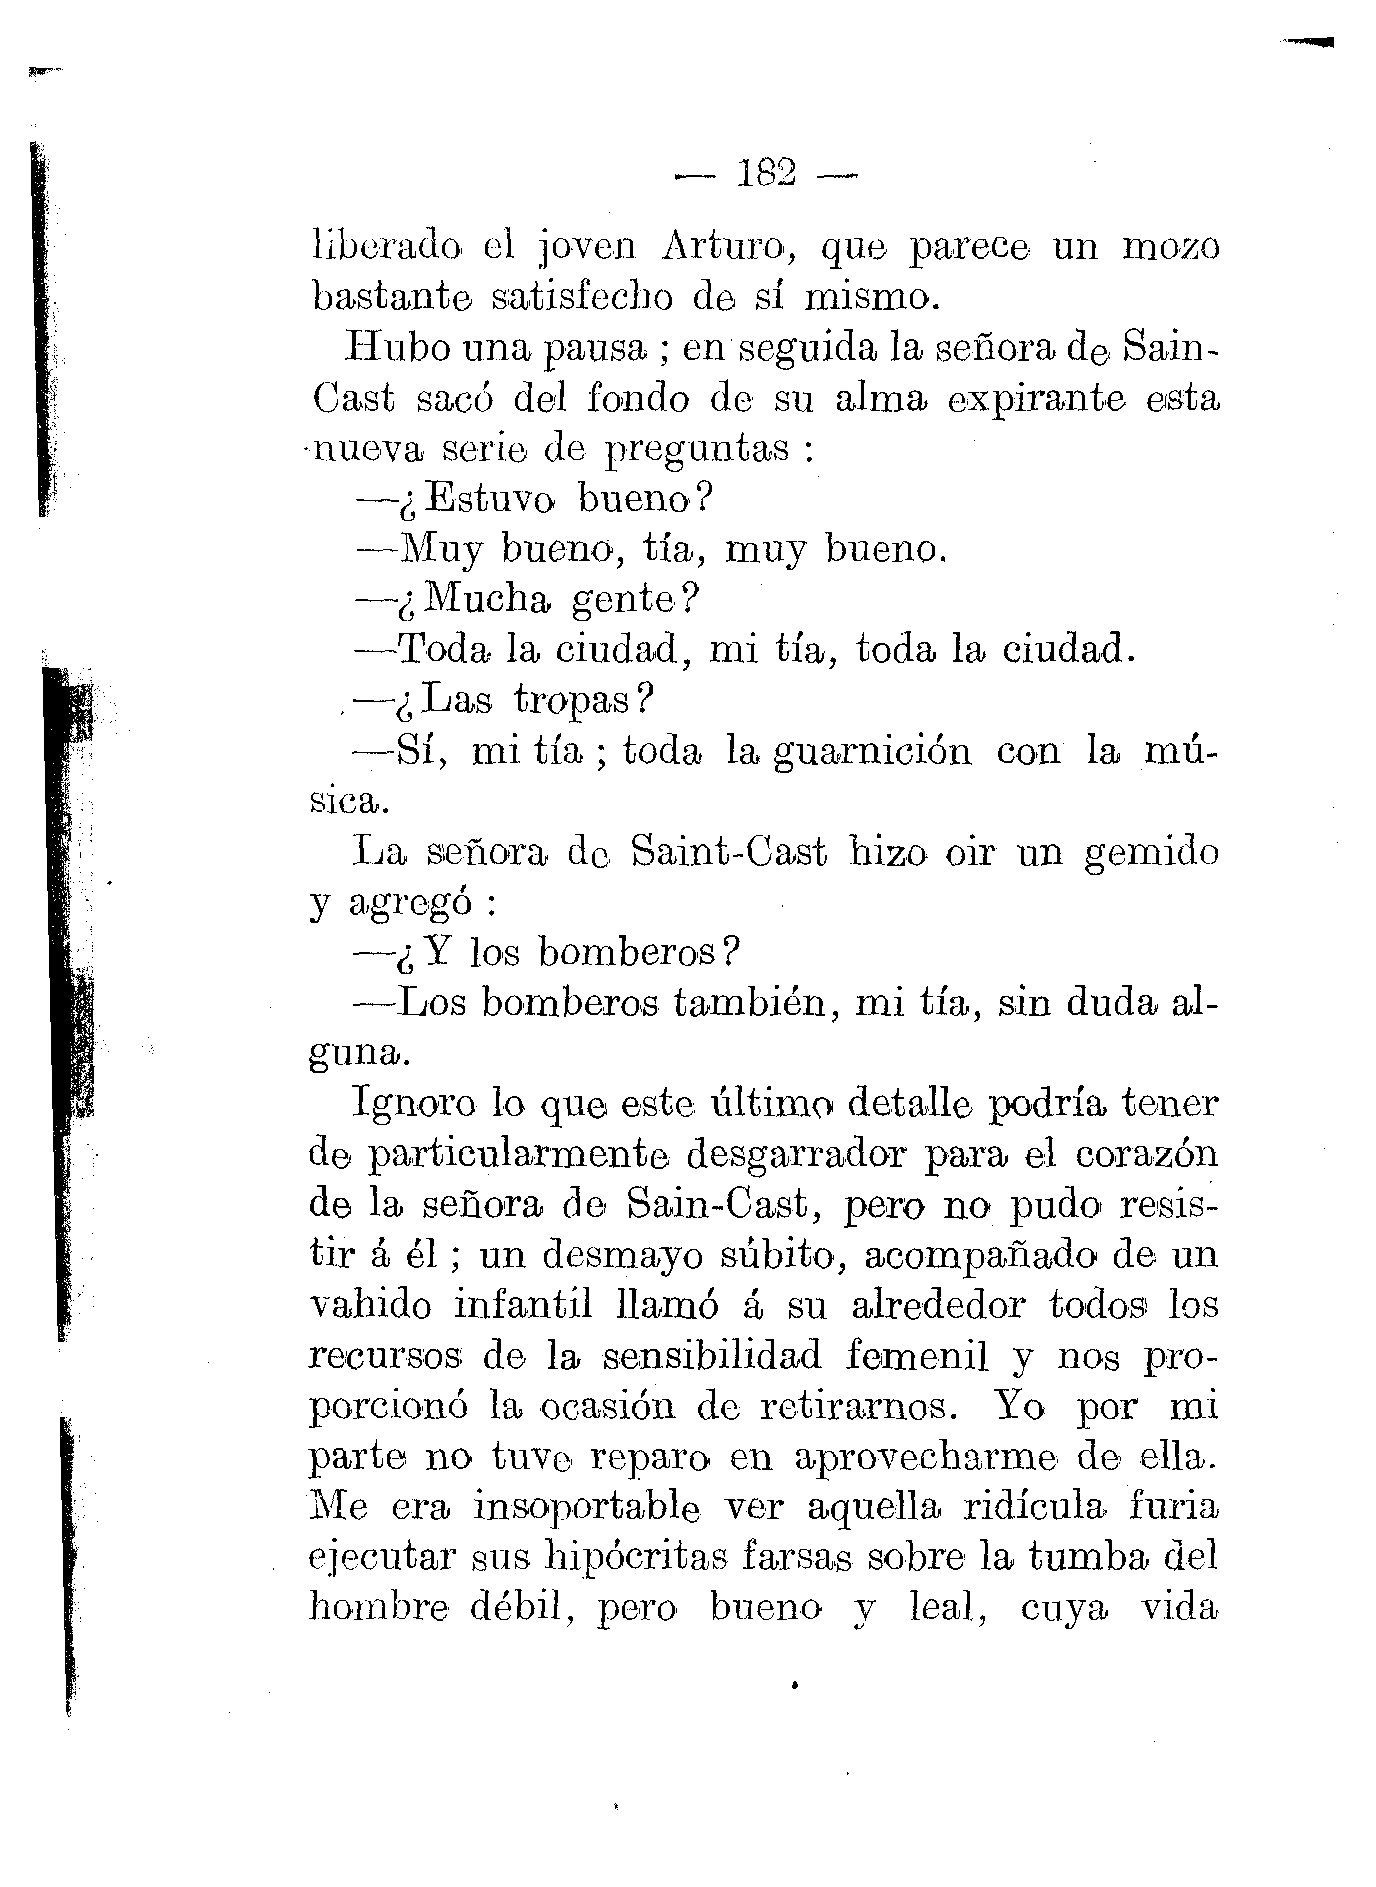 — 182 —
liberado el joven Arturo, que parece un mozo
bastante satisfecho de sí mismo.
Hubo una pausa ; en seguida la señora de Sain-
Cast sacó del fondo de su alma expirante esta
nueva serie de preguntas :
—¿Estuvo bueno?
—Muy bueno, tía, muy bueno.
—¿Mucha gente?
—Toda la ciudad, mi tía, toda la ciudad.
—¿Las tropas?
—Sí, mi tía ; toda la guarnición con la mú-
sica.
La señora de Saint-Cast hizo oir un gemido
y agregó :
—¿Y los bomberos?
—Los bomberos también, mi tía, sin duda al-
guna.
Ignoro lo que este último detalle podría tener
de particularmente desgarrador para el corazón
de la señora de Sain-Cast, pero no pudo resis-
tir á él ; un desmayo súbito, acompañado de un
vahido infantil llamó á su alrededor todos los
recursos de la sensibilidad femenil y nos pro-
porcionó la ocasión de retirarnos. Yo por mi
parte no tuve reparo en aprovecharme de ella.
Me era insoportable ver aquella ridícula furia
ejecutar sus hipócritas farsas sobre la tumba del
hombre débil, pero bueno y leal, cuya vida